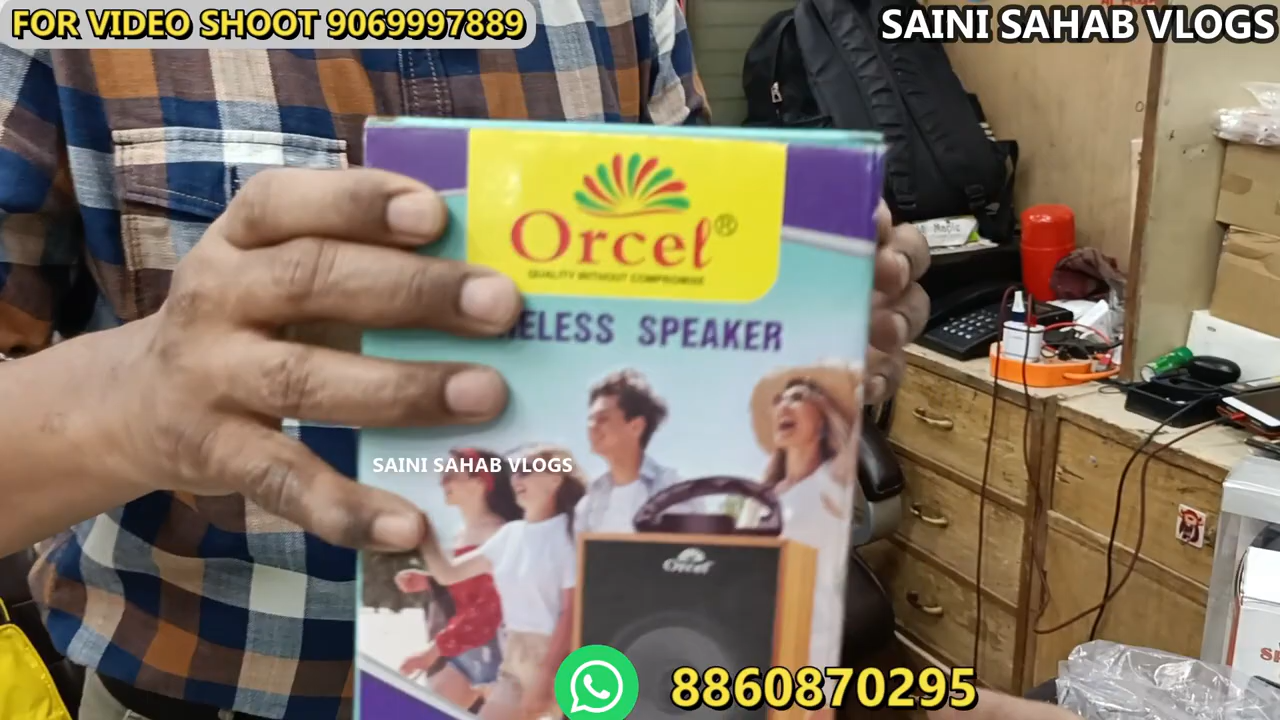 FOR VIDEO SHOOT 9069997889
SAINI SAHAB VLOGS
Orcel®
QUALITY WITHOUT COMPROMISE
ELESS SPEAKER
SAINI SAHAB VLOGS
Orcel
8860870295